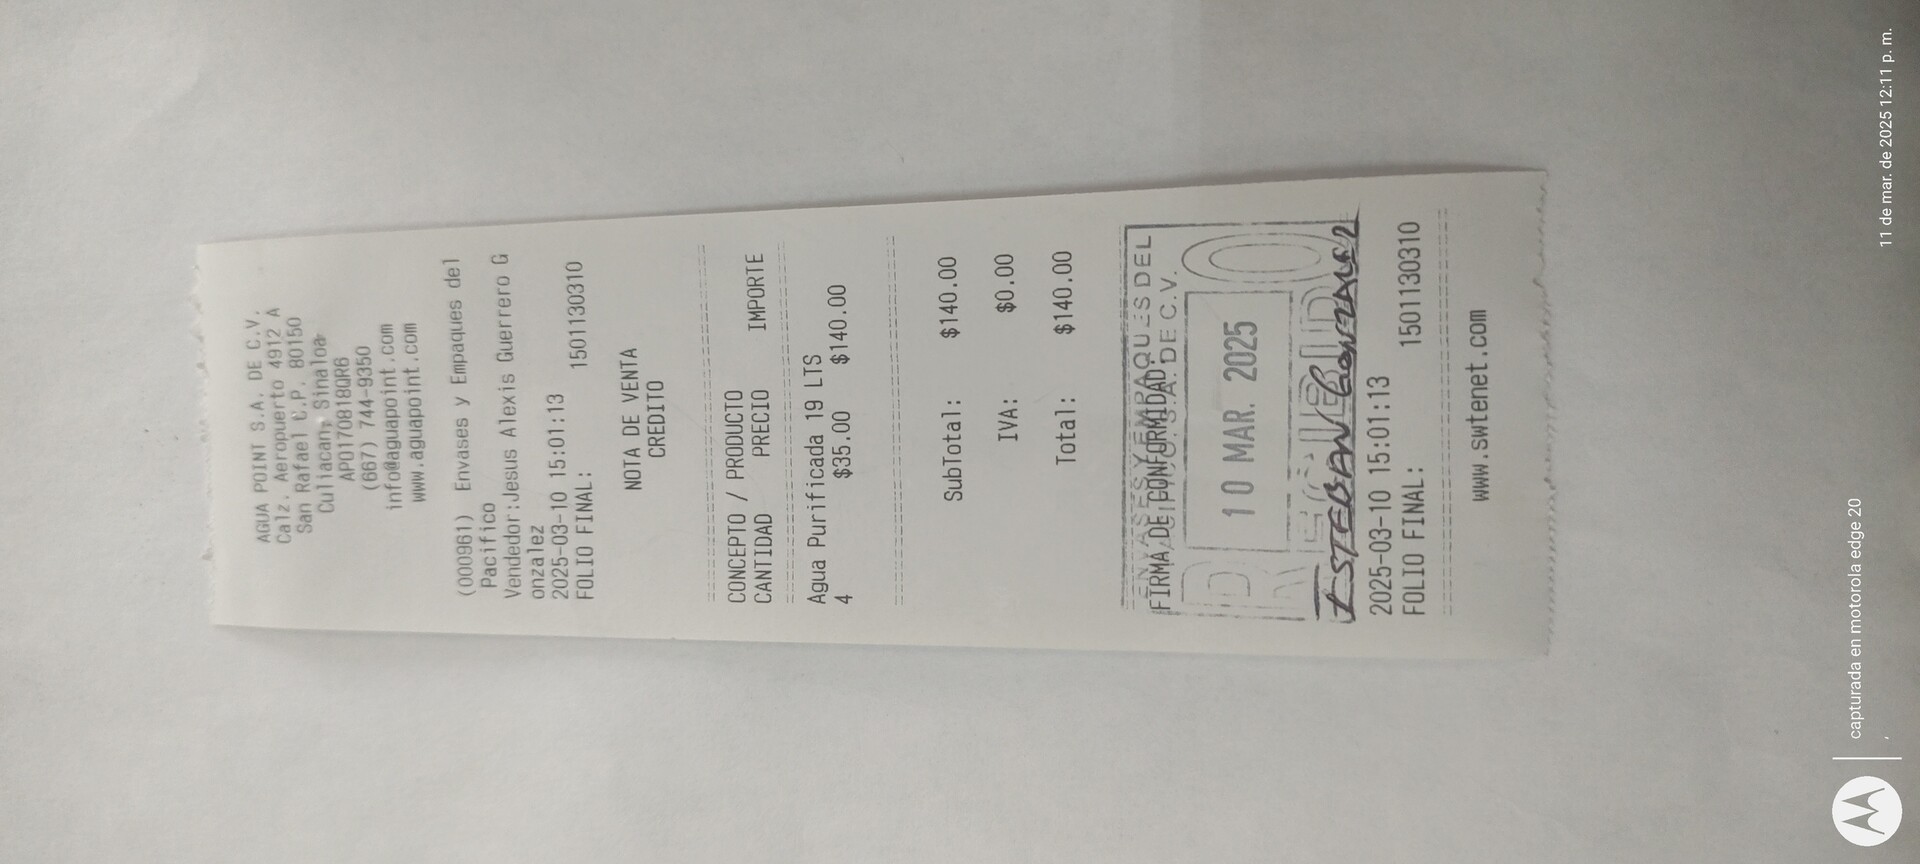 AGUA POINT S.A. DE C.V.
Calz. Aeropuerto 4912 A
San Rafael C.P. 80150
Culiacan, Sinaloa
APO170818QR6
(667) 744-9350
info@aguapoint.com
www.aguapoint.com
(000961) Envases y Empaques del
Pacifico
Vendedor:Jesus Alexis Guerrero G
onzalez
2025-03-10 15:01:13
FOLIO FINAL: 1501130310
NOTA DE VENTA
CREDITO
CONCEPTO / PRODUCTO
CANTIDAD PRECIO IMPORTE
Agua Purificada 19 LTS
4 $35.00 $140.00
SubTotal: $140.00
IVA: $0.00
Total: $140.00
ENVASES Y EMPAQUES DEL
FIRMA DE CONFORMIDAD:
S.A. DE C.V.
10 MAR. 2025
RECIBIDO
ESTEBAN GONZALEZ
2025-03-10 15:01:13
FOLIO FINAL: 1501130310
www.swtenet.com
capturada en motorola edge 20
11 de mar. de 2025 12:11 p. m.